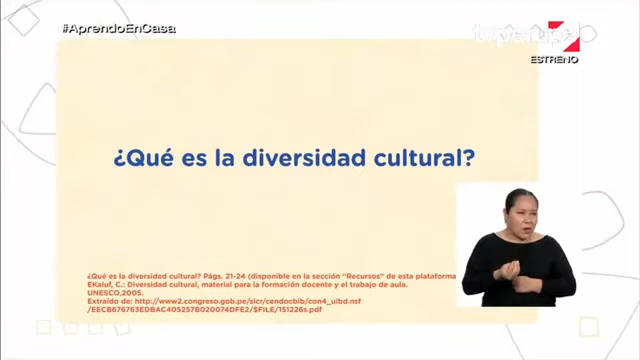 #AprendoEnCasa
tvperu
ESTRENO
¿Qué es la diversidad cultural?
¿Qué es la diversidad cultural? Págs. 21-24 (disponible en la sección "Recursos" de esta plataforma
EKaluf, C.: Diversidad cultural, material para la formación docente y el trabajo de aula.
UNESCO,2005.
Extraído de: http://www2.congreso.gob.pe/sicr/cendocbib/con4_uibd.nsf
/EECB676763EDBAC405257B020074DFE2/$FILE/151226s.pdf